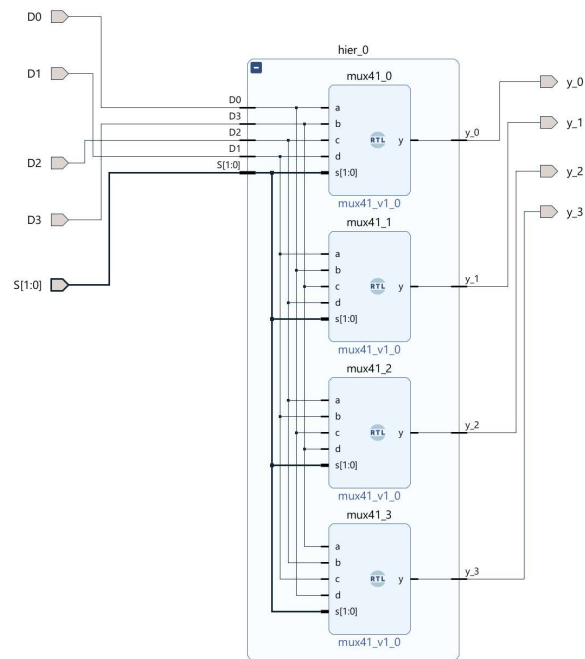 D0
D1
D2
D3
S[1:0]
hier_0
D0
D3
D2
D1
S[1:0]
mux41_0
a
b
c
d
s[1:0]
RTL
y
mux41_v1_0
y_0
mux41_1
a
b
c
d
s[1:0]
RTL
y
mux41_v1_0
y_1
mux41_2
a
b
c
d
s[1:0]
RTL
y
mux41_v1_0
y_2
mux41_3
a
b
c
d
s[1:0]
RTL
y
mux41_v1_0
y_3
y_0
y_1
y_2
y_3